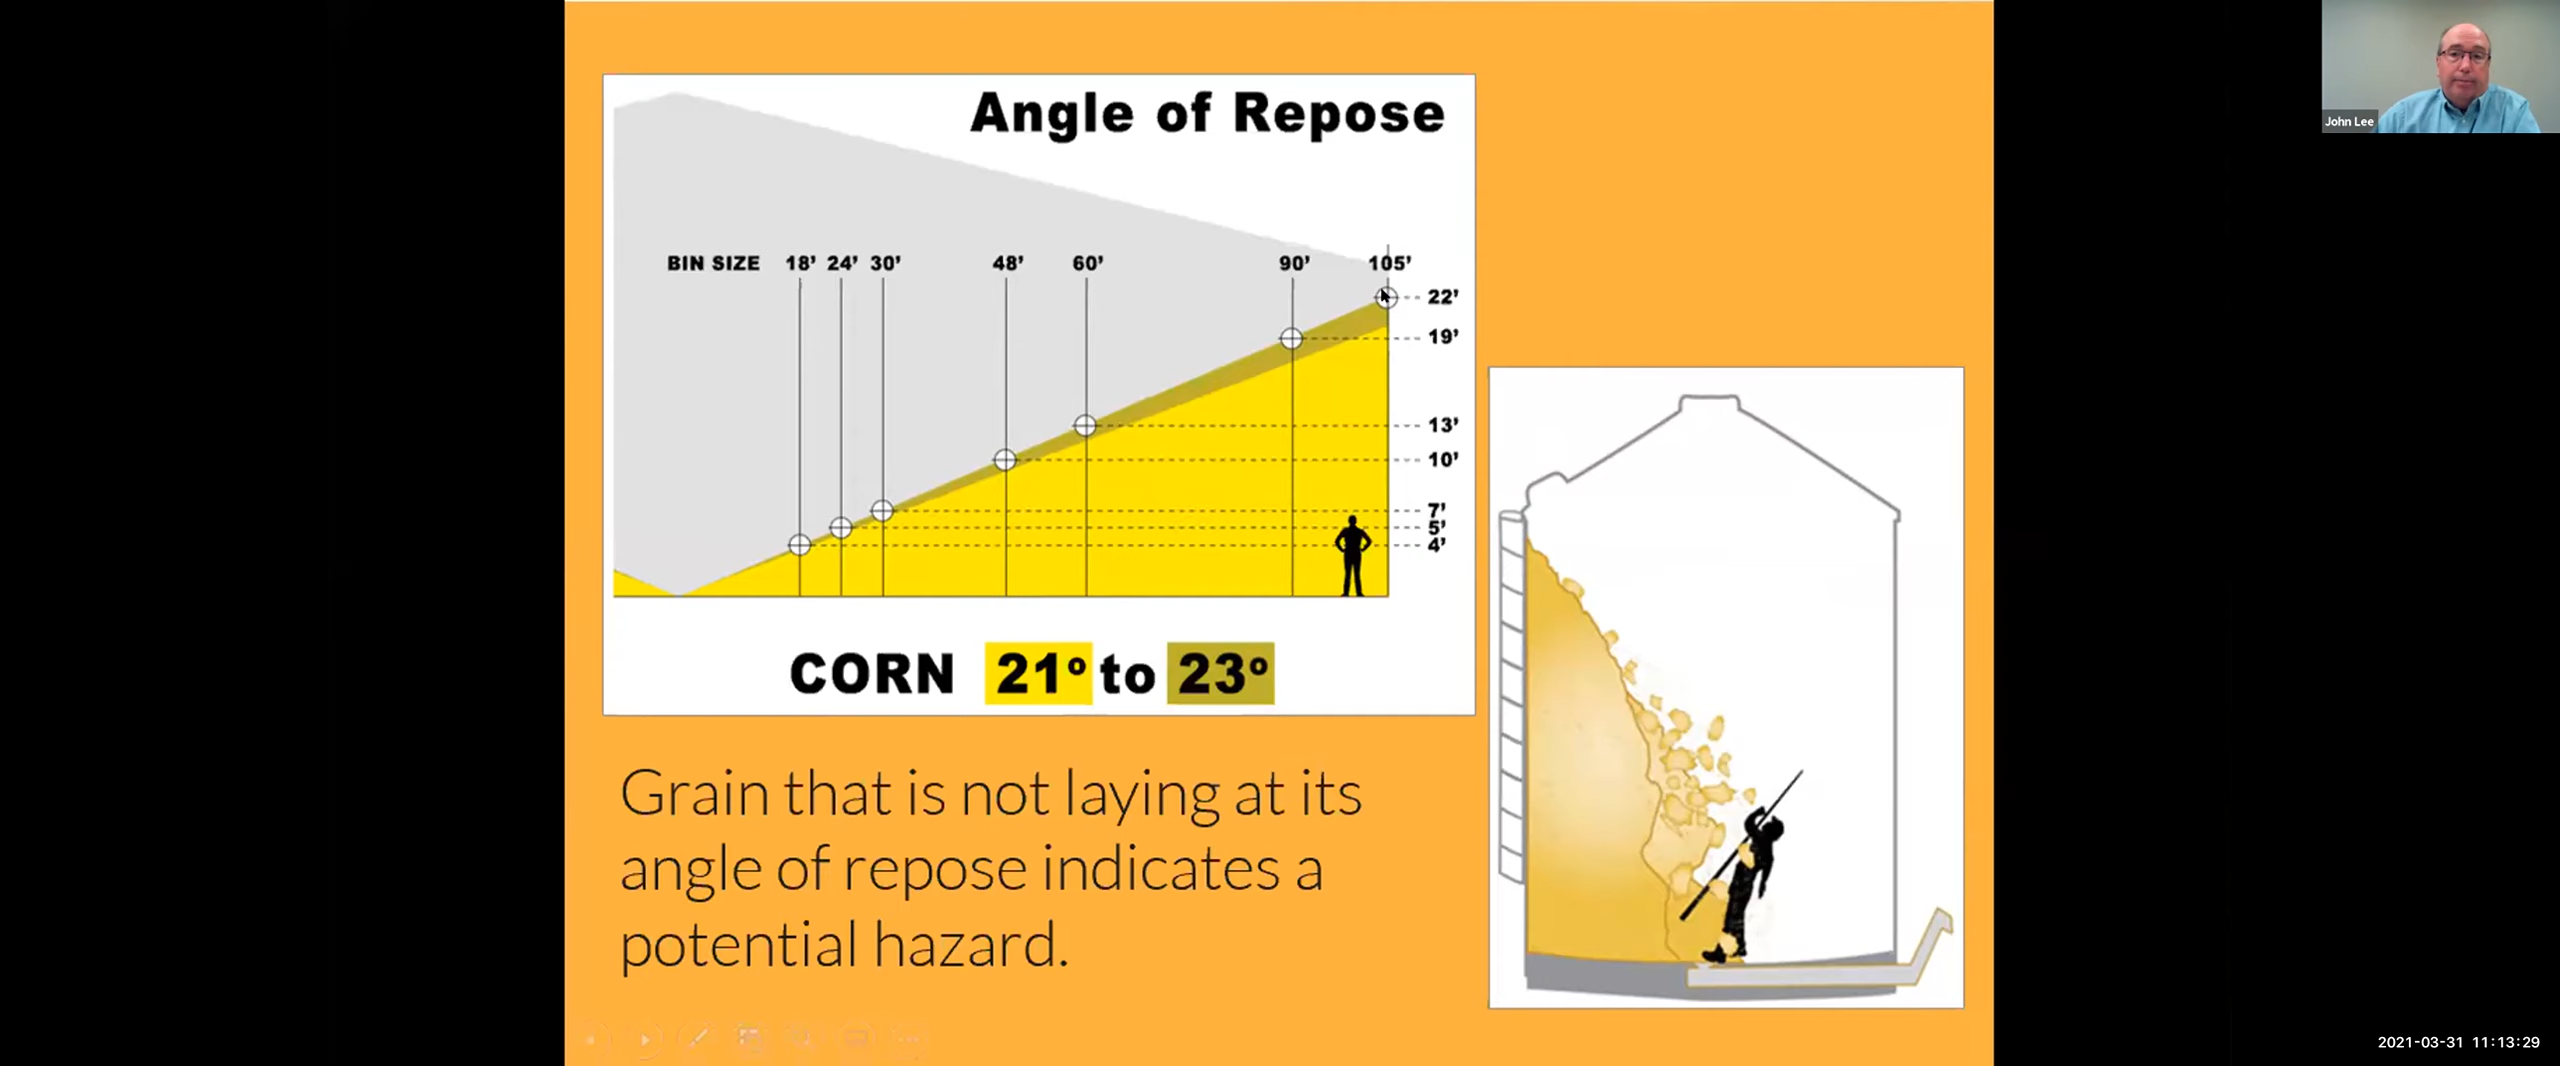 Angle of Repose
BIN SIZE 18' 24' 30' 48' 60' 90' 105'
22'
19'
13'
10'
7'
5'
4'
CORN 21° to 23°
Grain that is not laying at its
angle of repose indicates a
potential hazard.
John Lee
2021-03-31 11:13:29